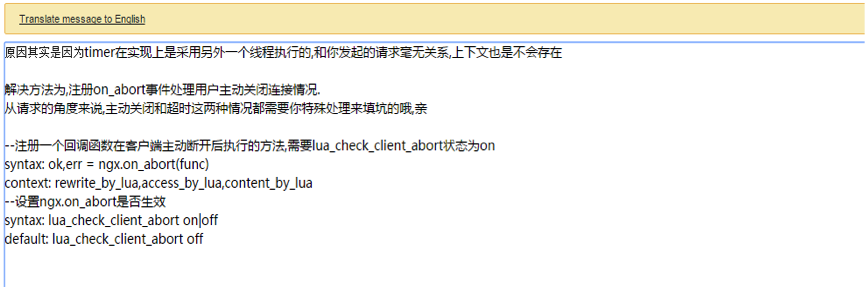 Translate message to English
原因其实是因为timer在实现上是采用另外一个线程执行的,和你发起的请求毫无关系,上下文也是不会存在
解决方法为,注册on_abort事件处理用户主动关闭连接情况.
从请求的角度来说,主动关闭和超时这两种情况都需要你特殊处理来填坑的哦,亲
--注册一个回调函数在客户端主动断开后执行的方法,需要lua_check_client_abort状态为on
syntax: ok,err = ngx.on_abort(func)
context: rewrite_by_lua,access_by_lua,content_by_lua
--设置ngx.on_abort是否生效
syntax: lua_check_client_abort on|off
default: lua_check_client_abort off